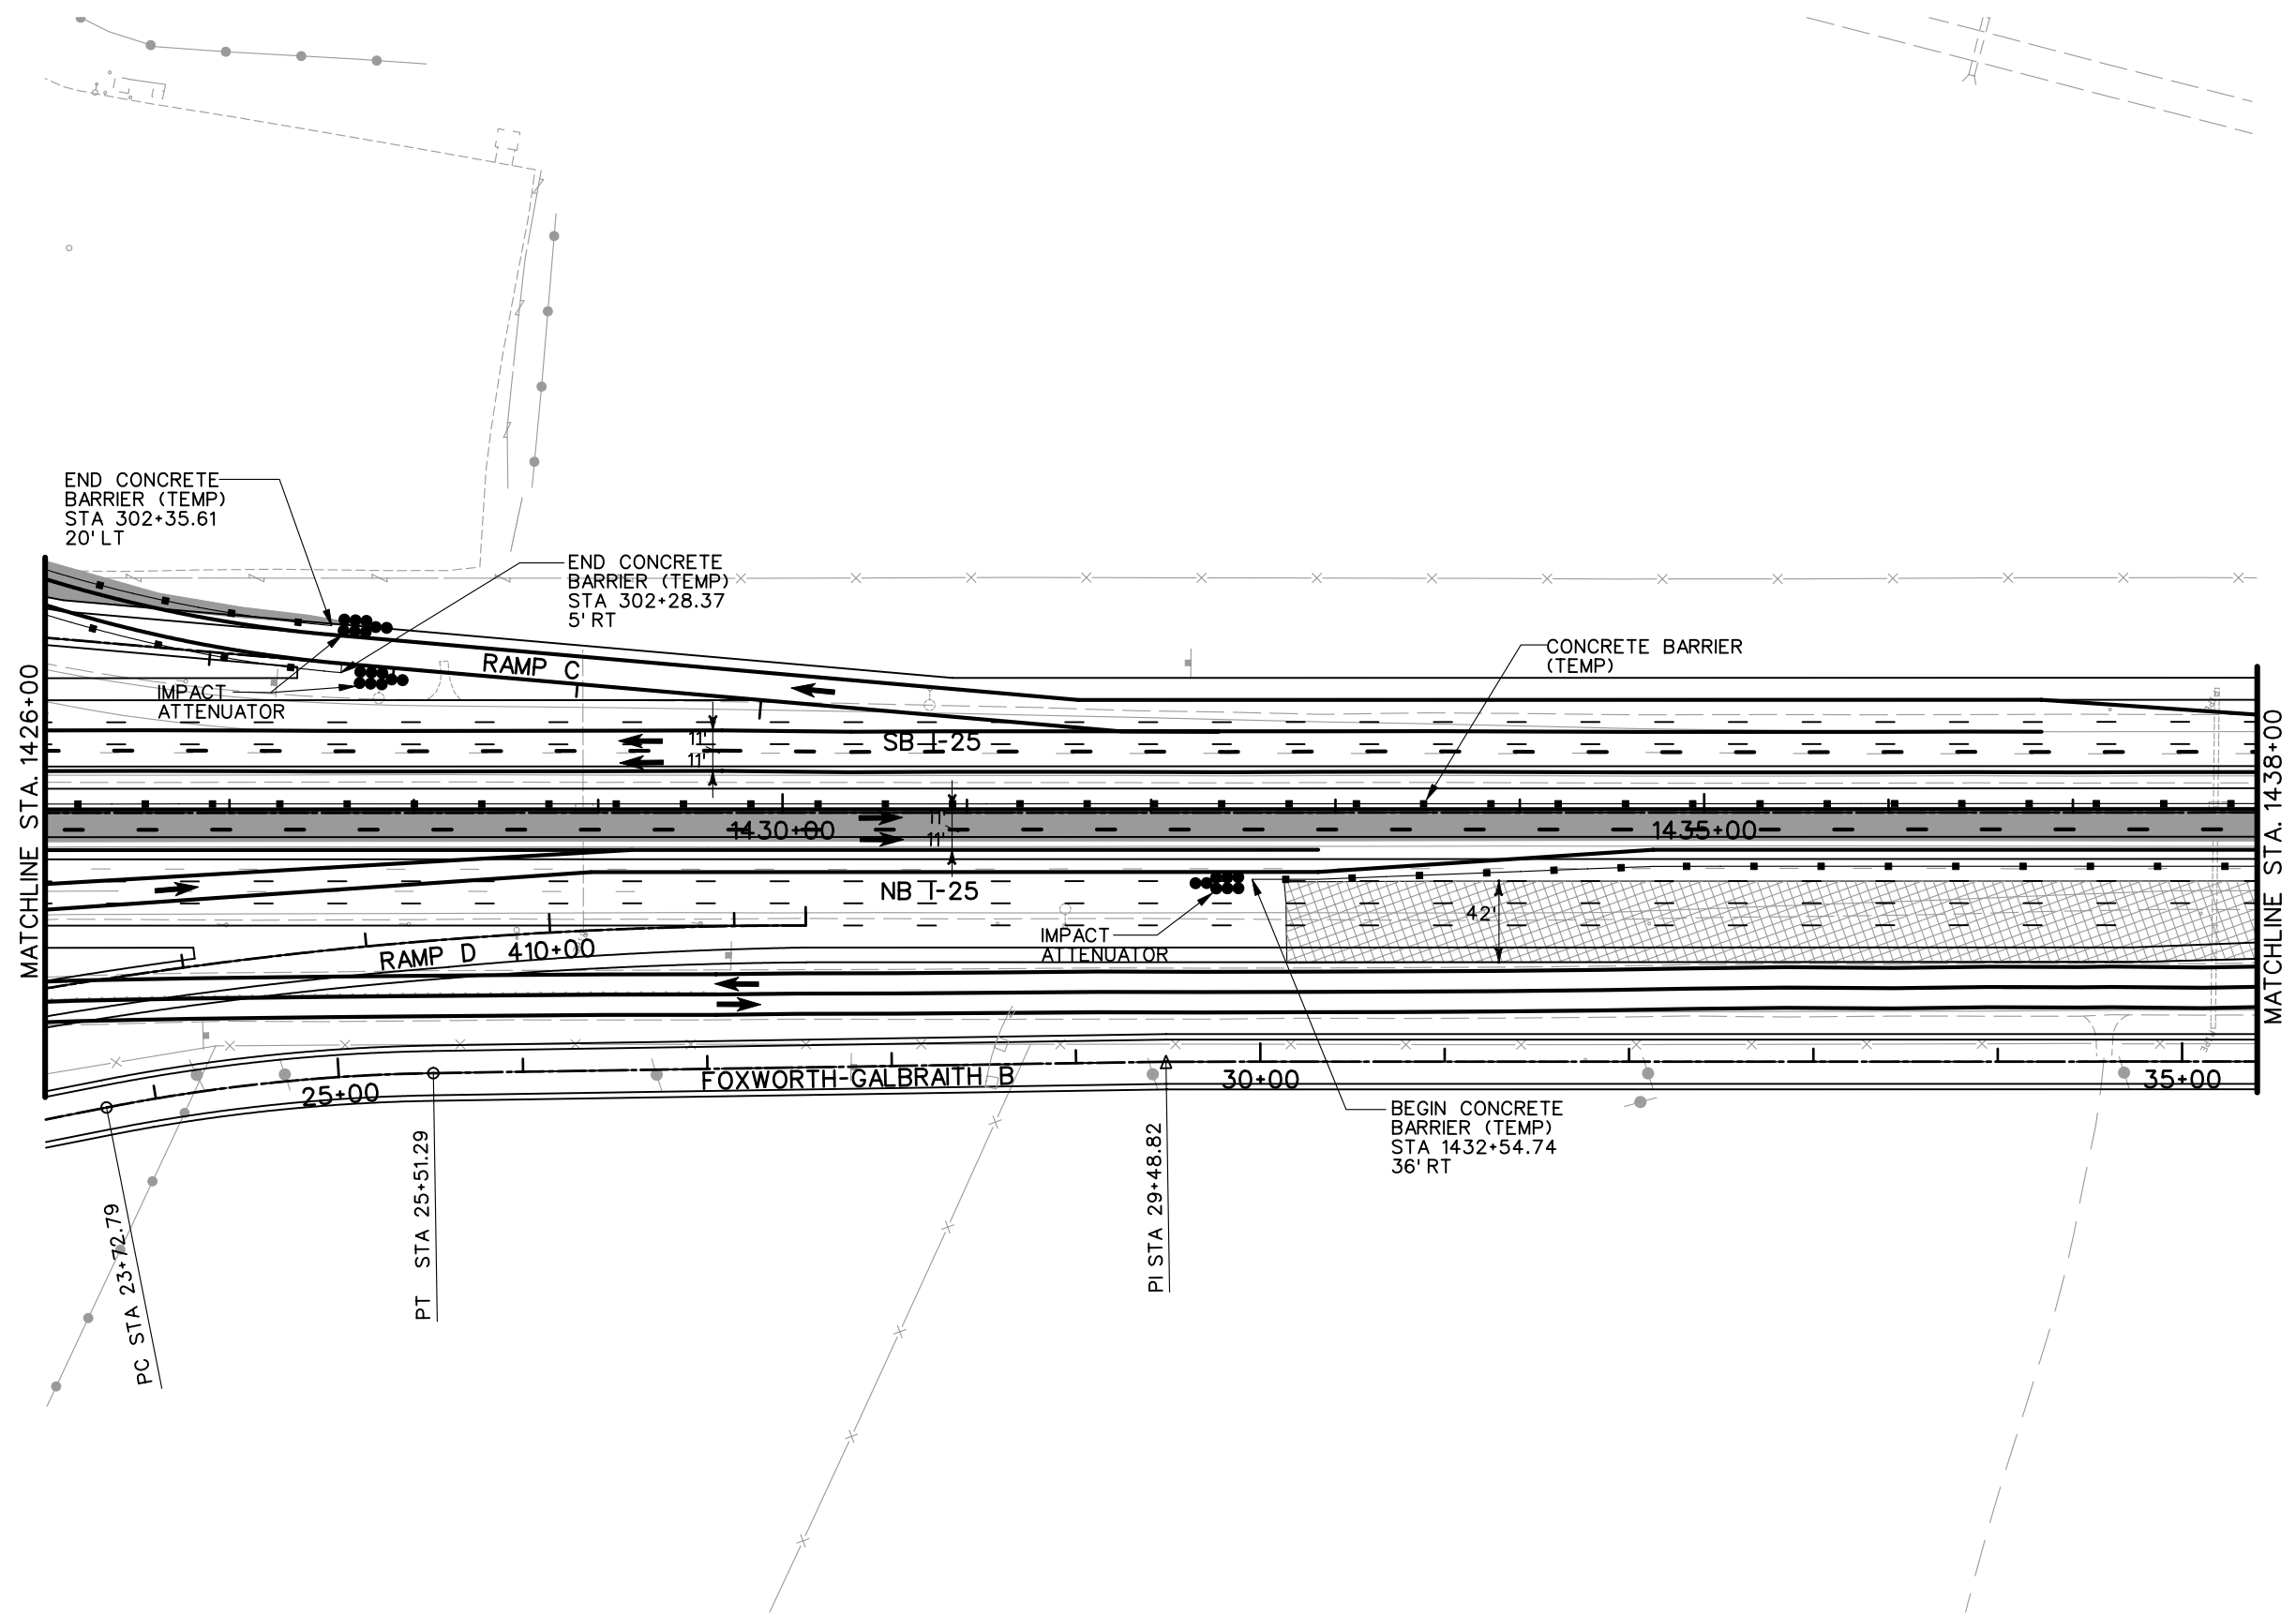 END CONCRETE
BARRIER (TEMP)
STA 302+35.61
20' LT
END CONCRETE
BARRIER (TEMP)
STA 302+28.37
5' RT
CONCRETE BARRIER
(TEMP)
RAMP C
IMPACT
ATTENUATOR
MATCHLINE STA. 1426+00
MATCHLINE STA. 1438+00
11'
11'
SB I-25
1430+00
11'
11'
1435+00
NB I-25
42'
IMPACT
ATTENUATOR
RAMP D
410+00
FOXWORTH-GALBRAITH B
25+00
30+00
35+00
BEGIN CONCRETE
BARRIER (TEMP)
STA 1432+54.74
36' RT
PC STA 23+72.79
PT STA 25+51.29
PI STA 29+48.82